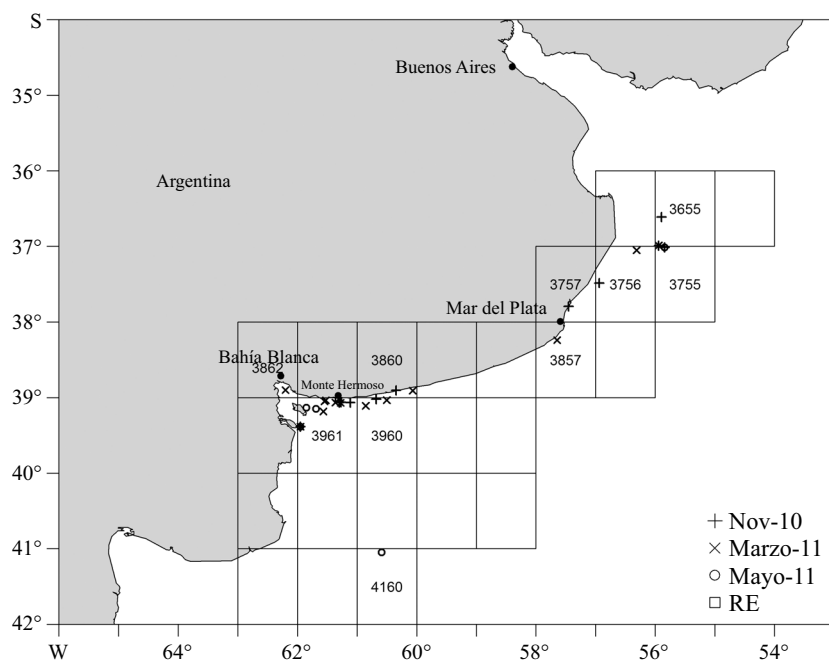 S
Buenos Aires
35°
Argentina
36°
3655
37°
3757
3756
3755
Mar del Plata
38°
Bahía Blanca
3862
3860
3857
Monte Hermoso
39°
3961
3960
40°
Nov-10
41°
Marzo-11
Mayo-11
4160
RE
42°
W
64°
62°
60°
58°
56°
54°